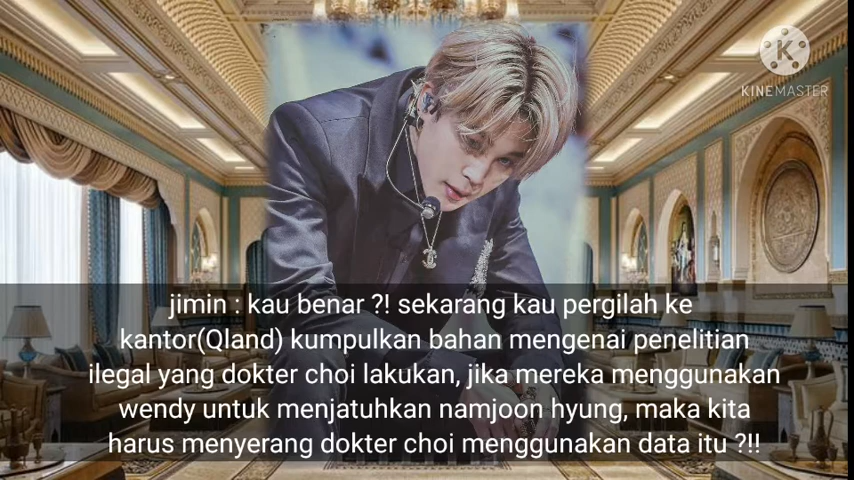 KINEMASTER
jimin : kau benar ?! sekarang kau pergilah ke
kantor(Qland) kumpulkan bahan mengenai penelitian
ilegal yang dokter choi lakukan, jika mereka menggunakan
wendy untuk menjatuhkan namjoon hyung, maka kita
harus menyerang dokter choi menggunakan data itu ?!!